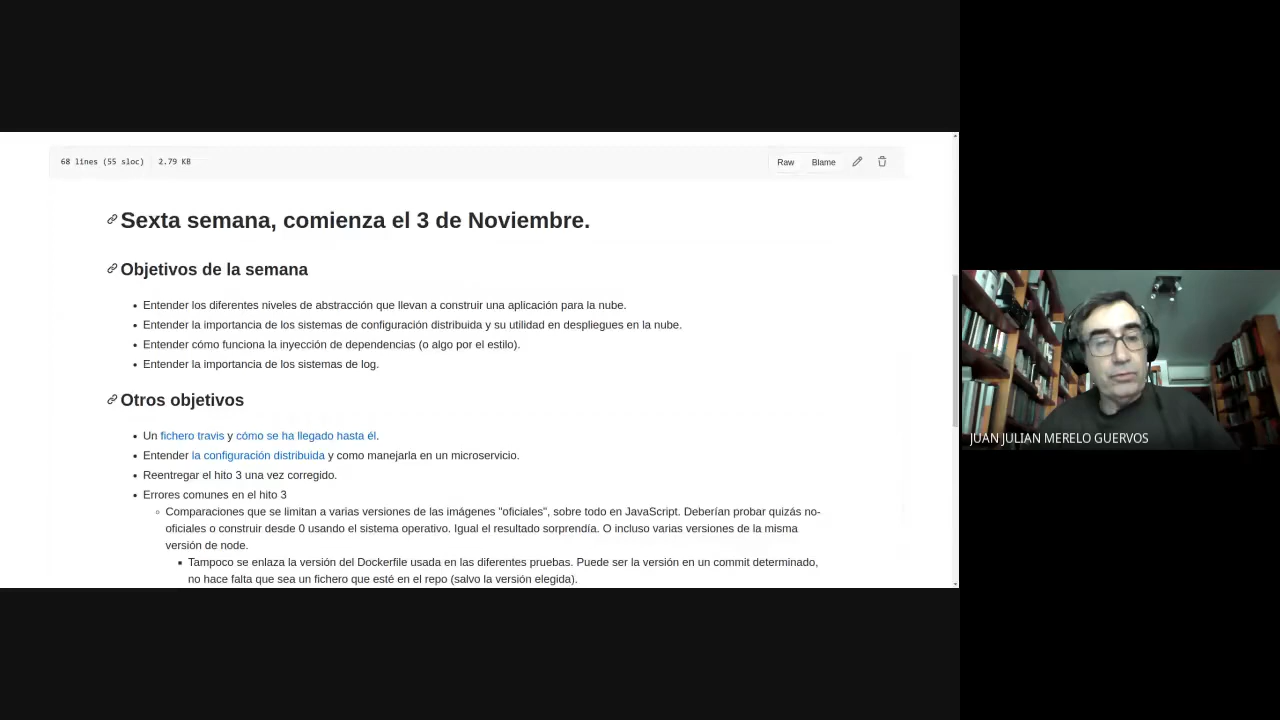 68 lines (55 sloc) 2.79 KB
Raw Blame
Sexta semana, comienza el 3 de Noviembre.
Objetivos de la semana
Entender los diferentes niveles de abstracción que llevan a construir una aplicación para la nube.
Entender la importancia de los sistemas de configuración distribuida y su utilidad en despliegues en la nube.
Entender cómo funciona la inyección de dependencias (o algo por el estilo).
Entender la importancia de los sistemas de log.
Otros objetivos
Un fichero travis y cómo se ha llegado hasta él.
Entender la configuración distribuida y como manejarla en un microservicio.
Reentregar el hito 3 una vez corregido.
Errores comunes en el hito 3
Comparaciones que se limitan a varias versiones de las imágenes "oficiales", sobre todo en JavaScript. Deberían probar quizás no-
oficiales o construir desde 0 usando el sistema operativo. Igual el resultado sorprendía. O incluso varias versiones de la misma
versión de node.
Tampoco se enlaza la versión del Dockerfile usada en las diferentes pruebas. Puede ser la versión en un commit determinado,
no hace falta que sea un fichero que esté en el repo (salvo la versión elegida).
JUAN JULIAN MERELO GUERVOS